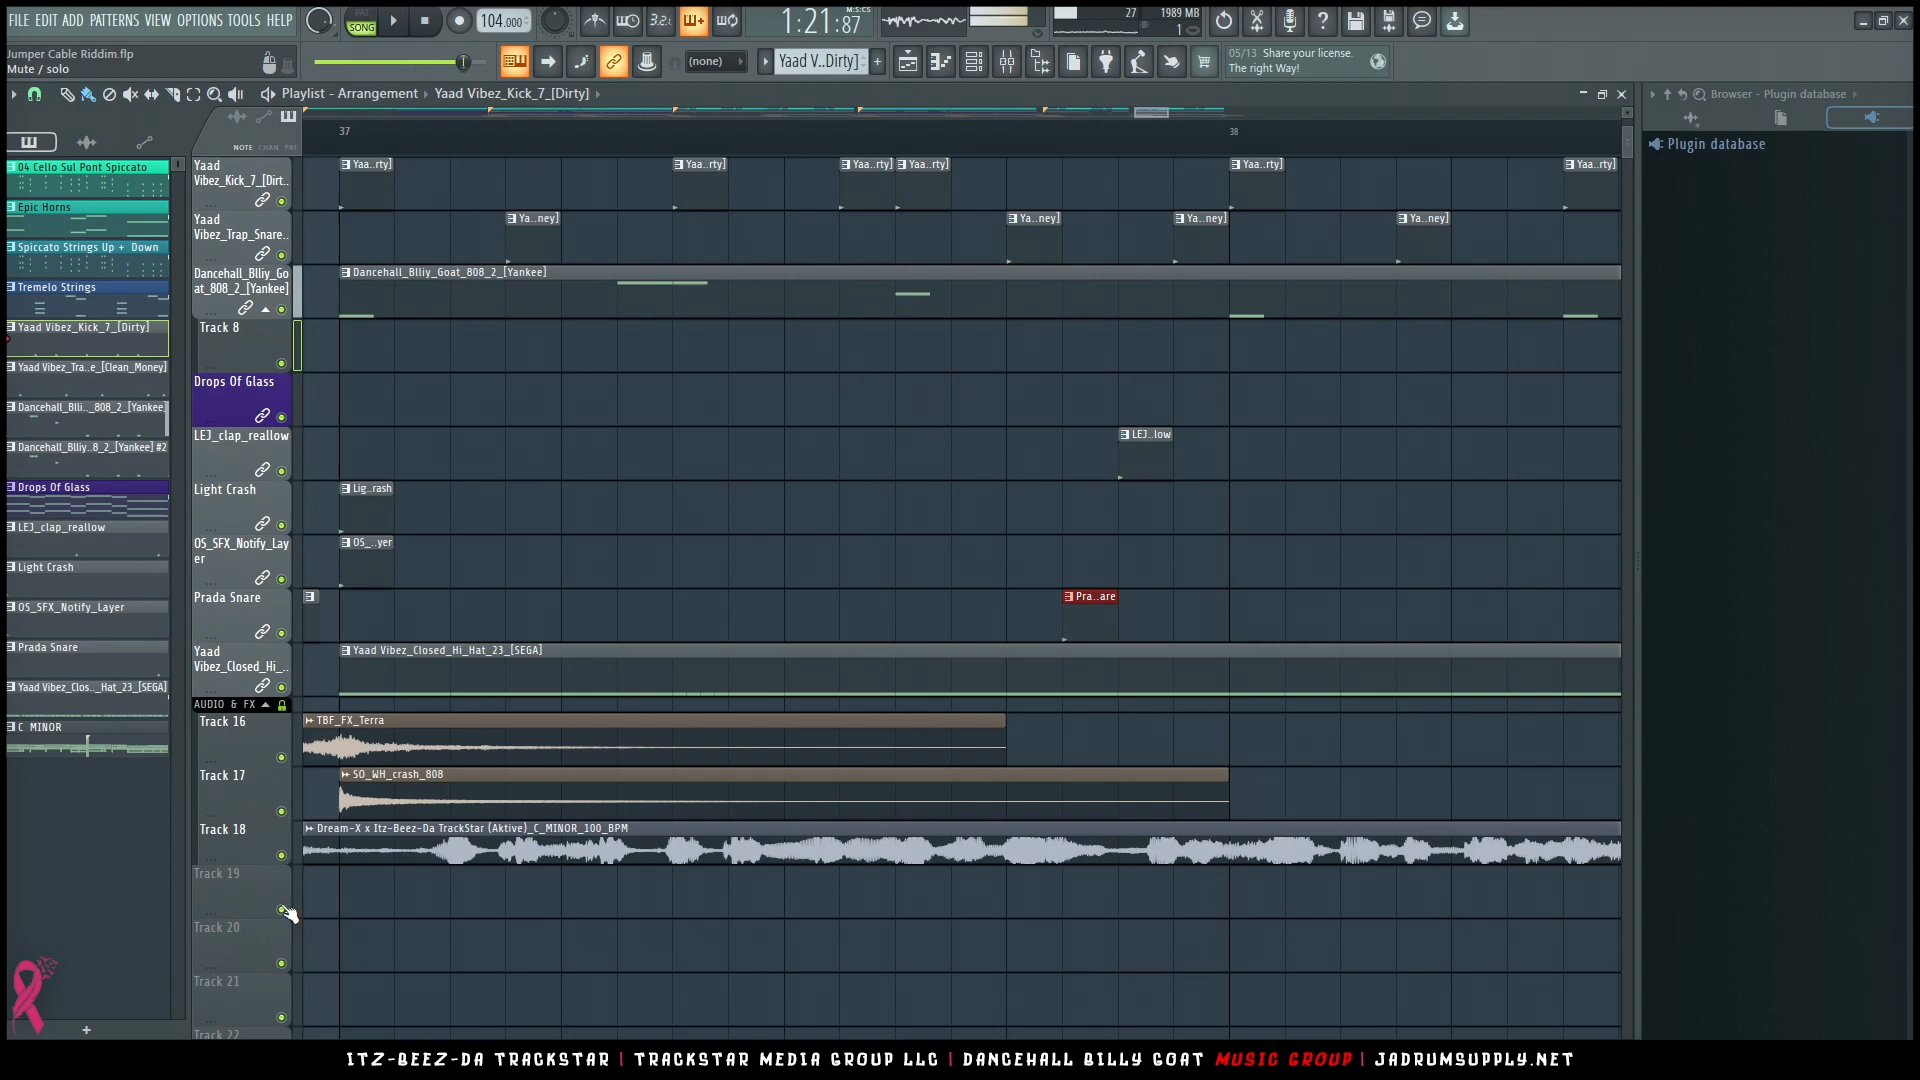 FILE EDIT ADD PATTERNS VIEW OPTIONS TOOLS HELP
SONG
104.000
3.2.
1:21:87
M:S:CS
27
1989 MB
1
Jumper Cable Riddim.flp
Mute / solo
(none)
Yaad V..Dirty]
05/13 Share your license.
The right Way!
Playlist - Arrangement
Yaad Vibez_Kick_7_[Dirty]
Browser - Plugin database
Plugin database
NOTE CHAN PAT
37
38
04 Cello Sul Pont Spiccato
Epic Horns
Spiccato Strings Up + Down
Tremelo Strings
Yaad Vibez_Kick_7_[Dirty]
Yaad Vibez_Tra..e_[Clean_Money]
Dancehall_Blli.._808_2_[Yankee]
Dancehall_Blliy..8_2_[Yankee] #2
Drops Of Glass
LEJ_clap_reallow
Light Crash
OS_SFX_Notify_Layer
Prada Snare
Yaad Vibez_Clos.._Hat_23_[SEGA]
C MINOR
Yaad
Vibez_Kick_7_[Dirt..
Yaa..rty]
Yaa..rty]
Yaa..rty]
Yaa..rty]
Yaa..rty]
Yaa..rty]
Yaad
Vibez_Trap_Snare..
Ya..ney]
Ya..ney]
Ya..ney]
Ya..ney]
Dancehall_Blliy_Go
at_808_2_[Yankee]
Dancehall_Blliy_Goat_808_2_[Yankee]
Track 8
Drops Of Glass
LEJ_clap_reallow
LEJ..low
Light Crash
Lig..rash
OS_SFX_Notify_Lay
er
OS_..yer
Prada Snare
Pra..are
Yaad
Vibez_Closed_Hi_..
Yaad Vibez_Closed_Hi_Hat_23_[SEGA]
AUDIO & FX
Track 16
TBF_FX_Terra
Track 17
SO_WH_crash_808
Track 18
Dream-X x Itz-Beez-Da TrackStar (Aktive)_C_MINOR_100_BPM
Track 19
Track 20
Track 21
Track 22
ITZ-BEEZ-DA TRACKSTAR | TRACKSTAR MEDIA GROUP LLC | DANCEHALL BILLY GOAT MUSIC GROUP | JADRUMSUPPLY.NET